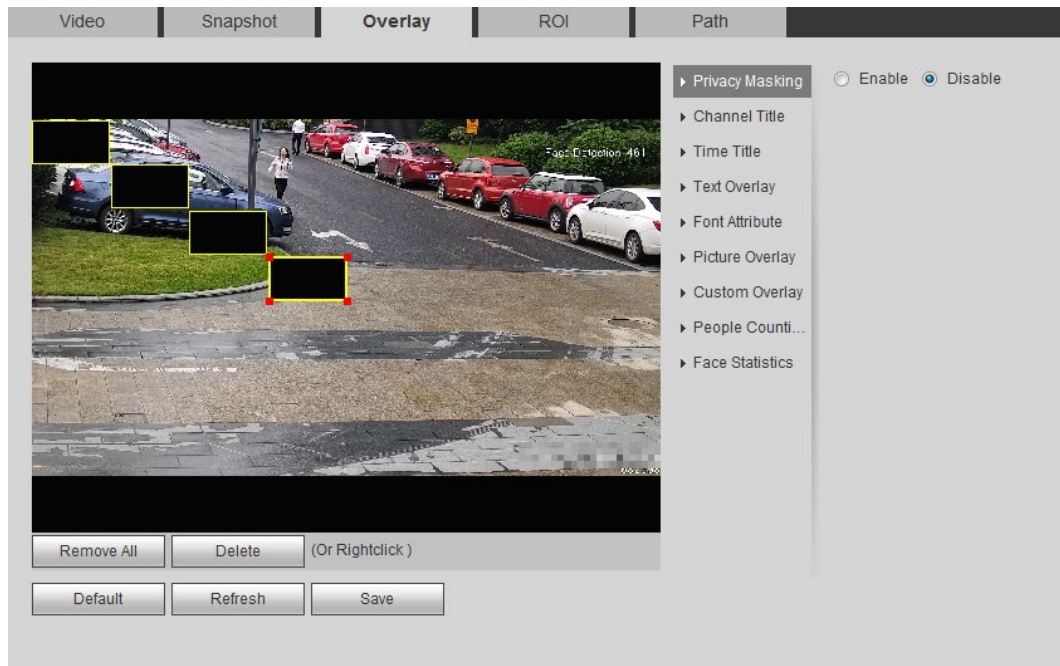 Video Snapshot Overlay ROI Path
Privacy Masking Enable Disable
Channel Title
Time Title
Text Overlay
Font Attribute
Picture Overlay
Custom Overlay
People Counti...
Face Statistics
Face Detection 461
Remove All Delete (Or Rightclick )
Default Refresh Save